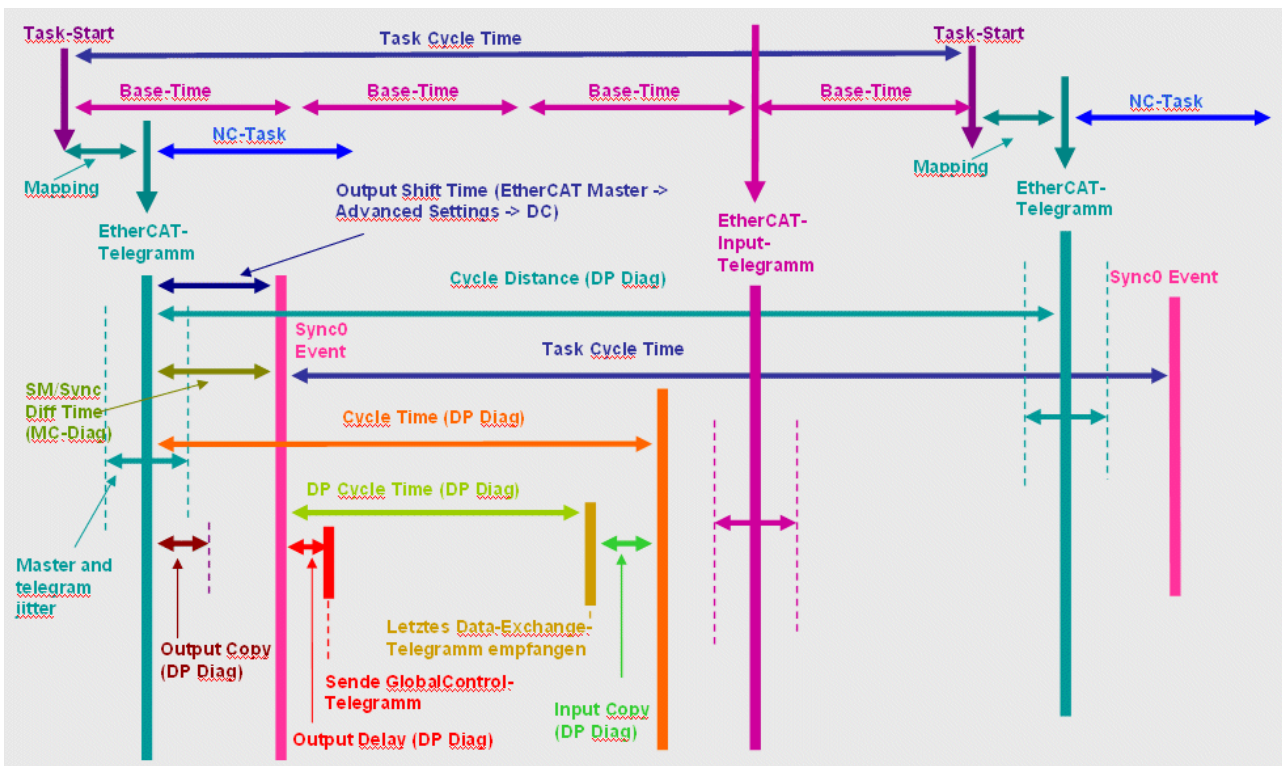 Task-Start
Task Cycle Time
Task-Start
Base-Time
Base-Time
Base-Time
Base-Time
NC-Task
NC-Task
Mapping
Mapping
Output Shift Time (EtherCAT Master ->
Advanced Settings -> DC)
EtherCAT-
Telegramm
EtherCAT-
Input-
Telegramm
EtherCAT-
Telegramm
Cycle Distance (DP Diag)
Sync0 Event
Sync0
Event
Task Cycle Time
SM/Sync
Diff Time
(MC-Diag)
Cycle Time (DP Diag)
DP Cycle Time (DP Diag)
Master and
telegram
jitter
Output Copy
(DP Diag)
Letztes Data-Exchange-
Telegramm empfangen
Sende GlobalControl-
Telegramm
Input Copy
(DP Diag)
Output Delay (DP Diag)